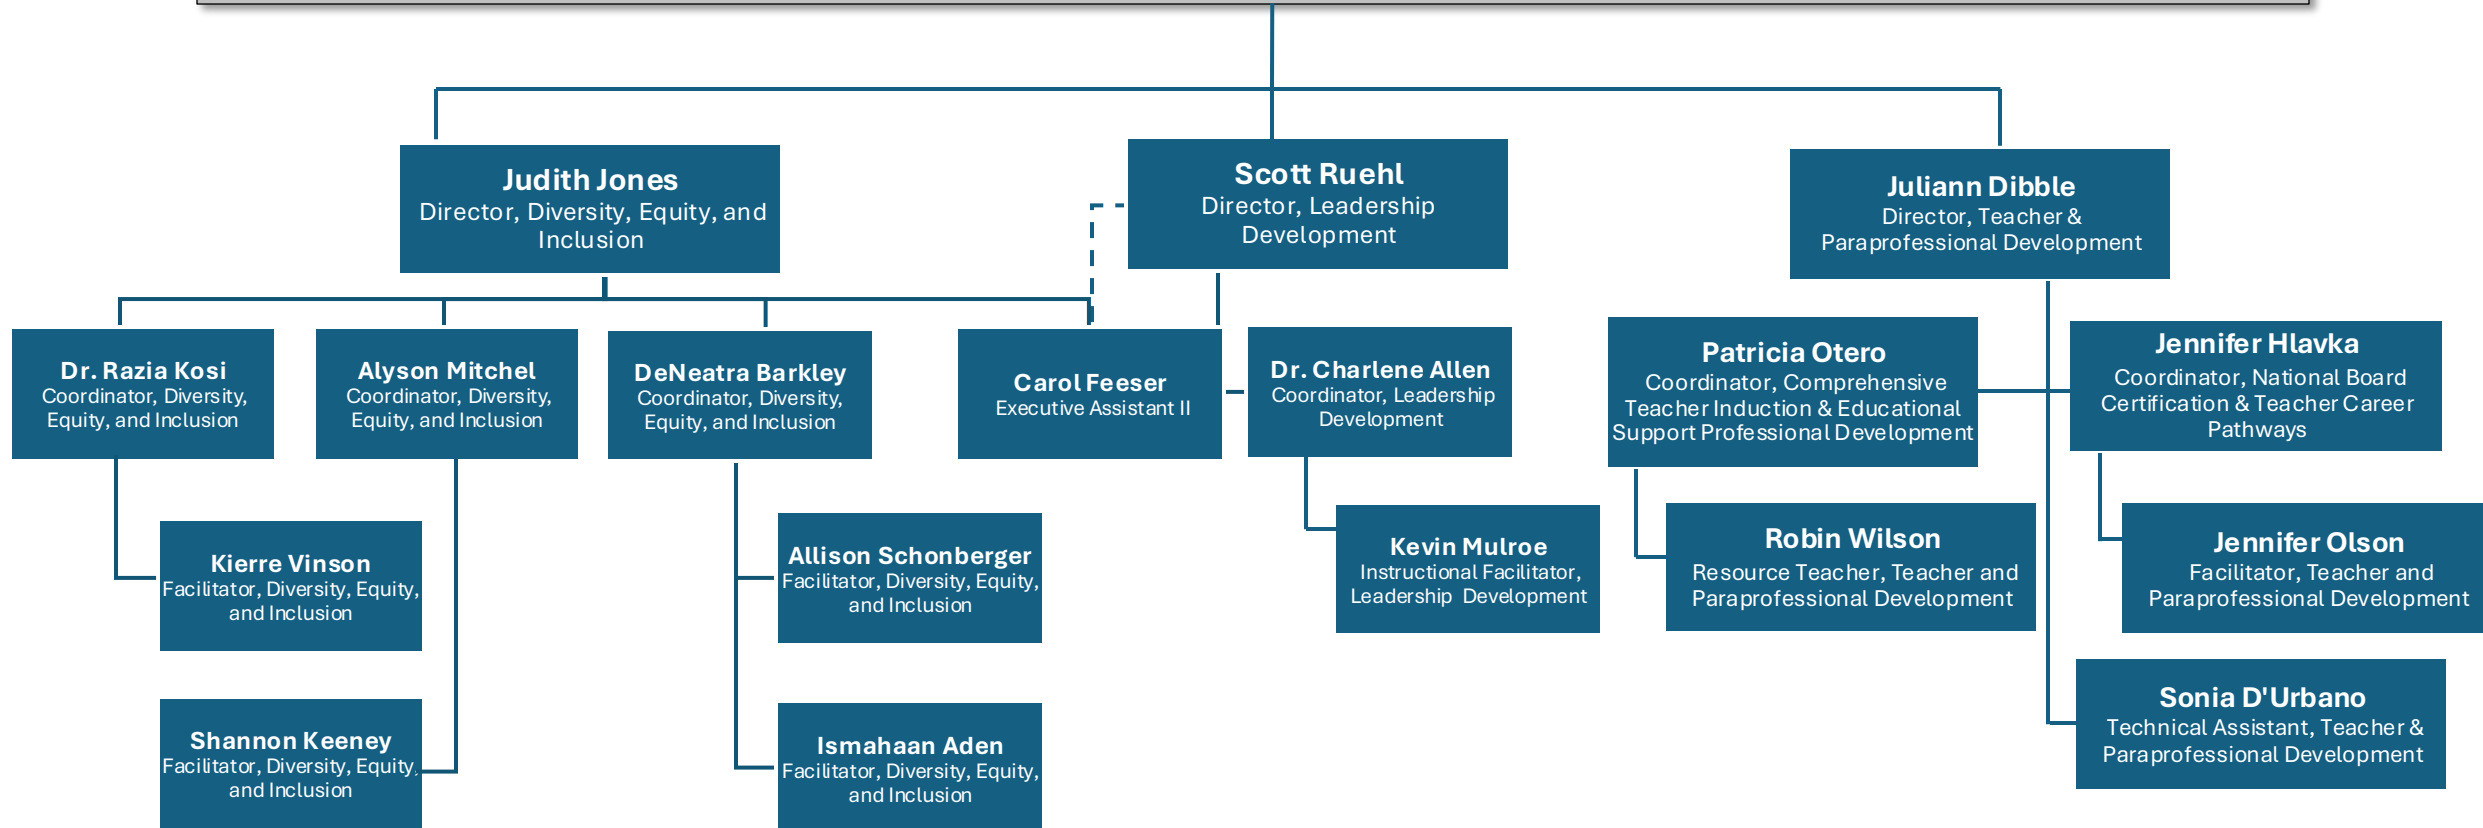 Judith Jones
Director, Diversity, Equity, and
Inclusion
Scott Ruehl
Director, Leadership
Development
Juliann Dibble
Director, Teacher &
Paraprofessional Development
Dr. Razia Kosi
Coordinator, Diversity,
Equity, and Inclusion
Alyson Mitchel
Coordinator, Diversity,
Equity, and Inclusion
DeNeatra Barkley
Coordinator, Diversity,
Equity, and Inclusion
Carol Feeser
Executive Assistant II
Dr. Charlene Allen
Coordinator, Leadership
Development
Patricia Otero
Coordinator, Comprehensive
Teacher Induction & Educational
Support Professional Development
Jennifer Hlavka
Coordinator, National Board
Certification & Teacher Career
Pathways
Kierre Vinson
Facilitator, Diversity, Equity,
and Inclusion
Allison Schonberger
Facilitator, Diversity, Equity,
and Inclusion
Kevin Mulroe
Instructional Facilitator,
Leadership Development
Robin Wilson
Resource Teacher, Teacher and
Paraprofessional Development
Jennifer Olson
Facilitator, Teacher and
Paraprofessional Development
Shannon Keeney
Facilitator, Diversity, Equity,
and Inclusion
Ismahaan Aden
Facilitator, Diversity, Equity,
and Inclusion
Sonia D'Urbano
Technical Assistant, Teacher &
Paraprofessional Development